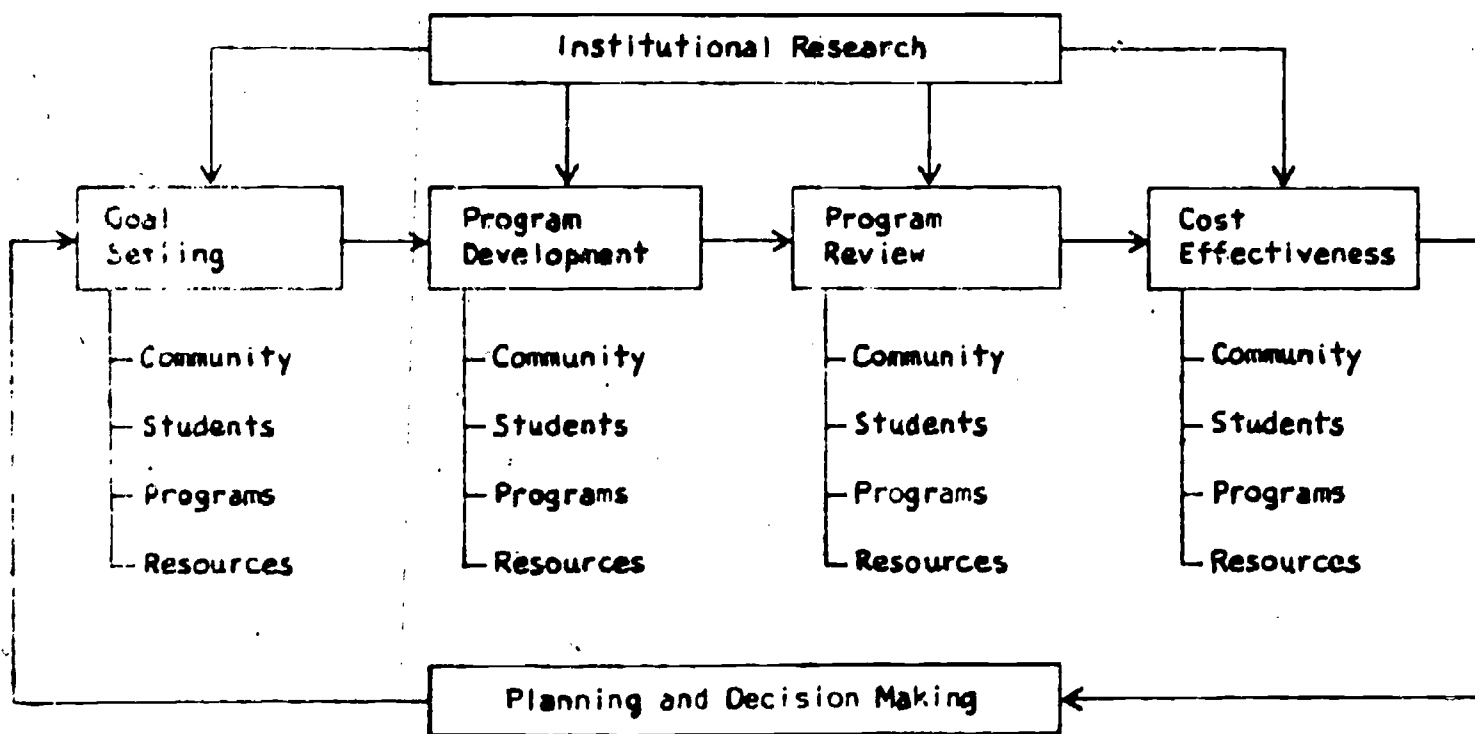 Institutional Research
Goal
Setting
Program
Development
Program
Review
Cost
Effectiveness
Community
Students
Programs
Resources
Community
Students
Programs
Resources
Community
Students
Programs
Resources
Community
Students
Programs
Resources
Planning and Decision Making